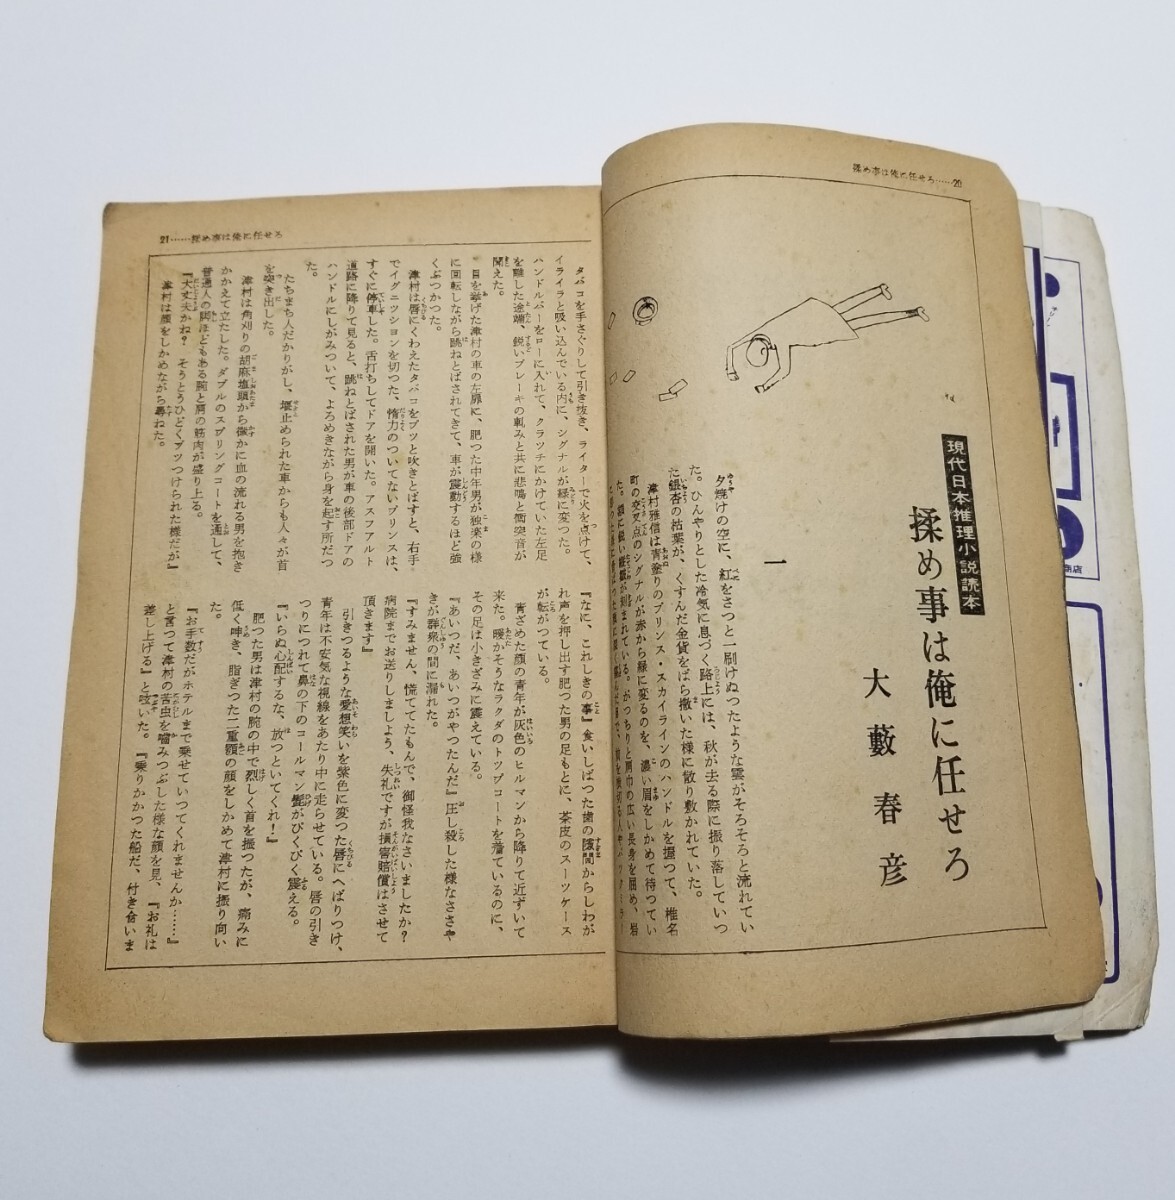 揉め事は俺に任せろ……20
現代日本推理小説読本
揉め事は俺に任せろ
大藪春彦
一
夕焼けの空に、紅をさつと一刷けぬつたような雲がそろそろと流れてい
た。ひんやりとした冷気に息づく路上には、秋が去る際に振り落していつ
た銀杏の枯葉が、くすんだ金貨をばら撒いた様に散り敷かれていた。
津村雅信は青塗りのプリンス・スカイラインのハンドルを握つて、椎名
町の交叉点のシグナルが赤から緑に変るのを、濃い眉をしかめて待つてい
21……揉め事は俺に任せろ
タバコを手さぐりして引き抜き、ライターで火を点けて、
イライラと吸い込んでいる内に、シグナルが緑に変つた。
ハンドルバーをローに入れて、クラッチにかけていた左足
を離した途端、鋭いブレーキの軋みと共に悲鳴と衝突音が
聞えた。
目を挙げた津村の車の左扉に、肥つた中年男が独楽の様
に回転しながら跳ねとばされてきて、車が震動するほど強
くぶつかつた。
津村は唇にくわえたタバコをプツと吹きとばすと、右手
でイグニツシヨンを切つた。惰力のついてないプリンスは、
すぐに停車した。舌打ちしてドアを開いた。アスフアルト
道路に降りて見ると、跳ねとばされた男が車の後部ドアの
ハンドルにしがみついて、よろめきながら身を起す所だつ
た。
たちまち人だかりがし、堰止められた車からも人々が首
を突き出した。
津村は角刈りの胡麻塩頭から微かに血の流れる男を抱き
かかえて立たした。ダブルのスプリングコートを通して、
普通人の脚ほどもある腕と肩の筋肉が盛り上る。
『大丈夫かね? そうとうひどくブツつけられた様だが』
津村は顔をしかめながら尋ねた。
『なに、これしきの事』食いしばつた歯の隙間からしわが
れ声を押し出す肥つた男の足もとに、茶皮のスーツケース
が転がつている。
青ざめた顔の青年が灰色のヒルマンから降りて近ずいて
来た。暖かそうなラクダのトップコートを着ているのに、
その足は小きざみに震えている。
『あいつだ、あいつがやつたんだ』圧し殺した様なささや
きが群衆の間に漏れた。
『すみません、慌ててたもんで、御怪我なさいましたか?
病院までお送りしましよう、失礼ですが損害賠償はさせて
頂きます』
引きつるような愛想笑いを紫色に変つた唇にへばりつけ、
青年は不安気な視線をあたり中に走らせている。唇の引き
つりにつれて鼻の下のコールマン髭がびくびく震える。
『いらぬ心配するな、放つといてくれ!』
肥つた男は津村の腕の中で烈しく首を振つたが、痛みに
低く呻き、脂ぎつた二重顎の顔をしかめて津村に振り向い
た。
『お手数だがホテルまで乗せていつてくれませんか……』
と言つて津村の苦虫を噛みつぶした様な顔を見、『お礼は
差し上げる』と呟いた。『乗りかかつた船だ、付き合いま
商店